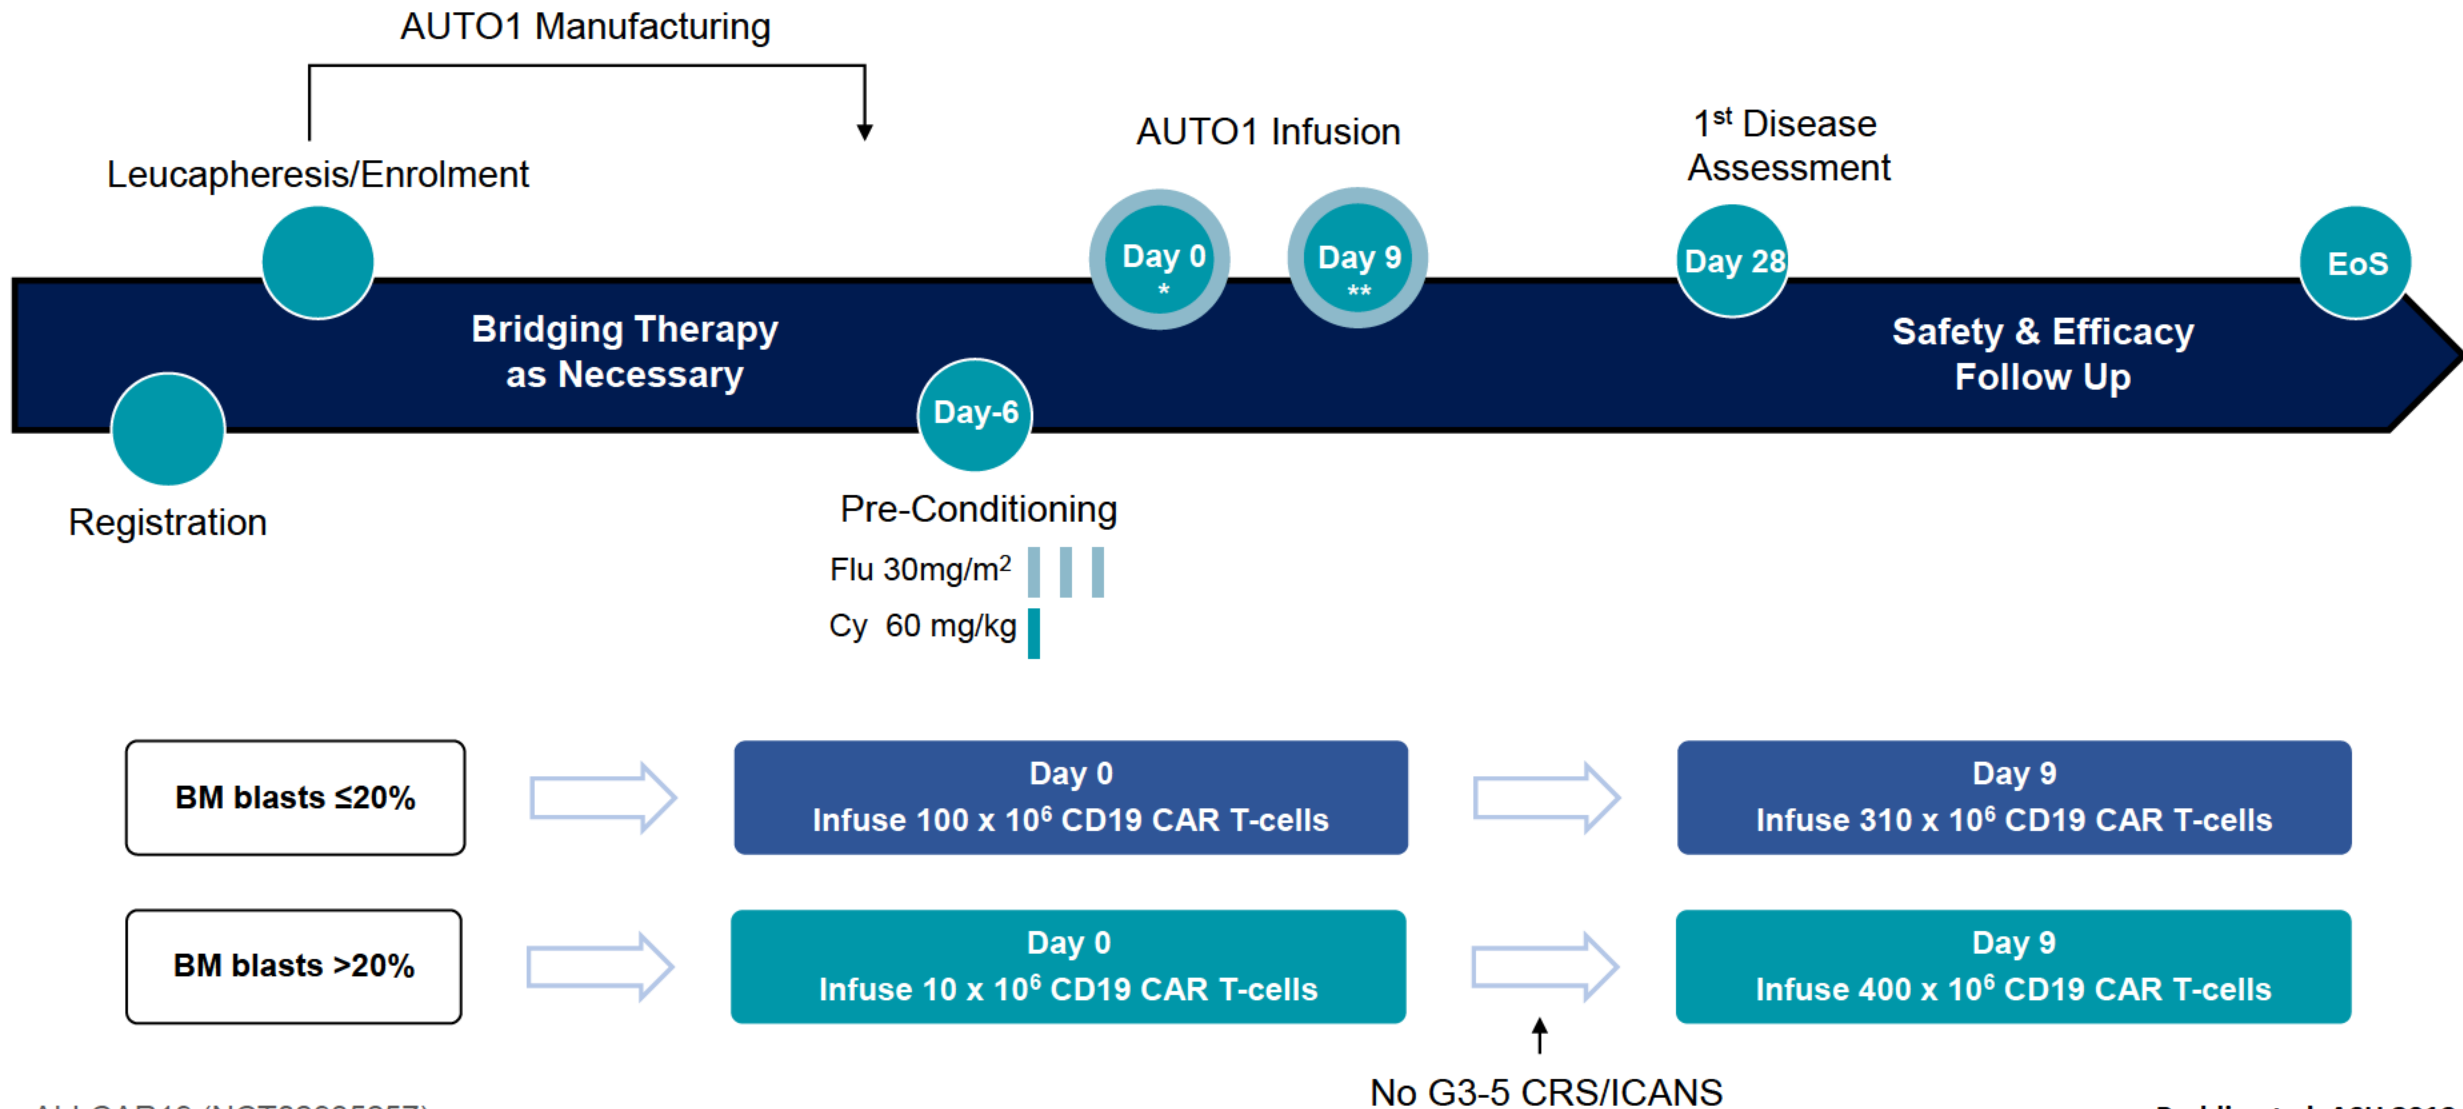 AUTO1 Manufacturing
Leucapheresis/Enrolment
AUTO1 Infusion
1st Disease
Assessment
Day 0
*
Day 9
**
Day 28
EoS
Bridging Therapy
as Necessary
Safety & Efficacy
Follow Up
Day-6
Registration
Pre-Conditioning
Flu 30mg/m²
Cy 60 mg/kg
BM blasts ≤20%
Day 0
Infuse 100 x 10⁶ CD19 CAR T-cells
Day 9
Infuse 310 x 10⁶ CD19 CAR T-cells
BM blasts >20%
Day 0
Infuse 10 x 10⁶ CD19 CAR T-cells
Day 9
Infuse 400 x 10⁶ CD19 CAR T-cells
No G3-5 CRS/ICANS